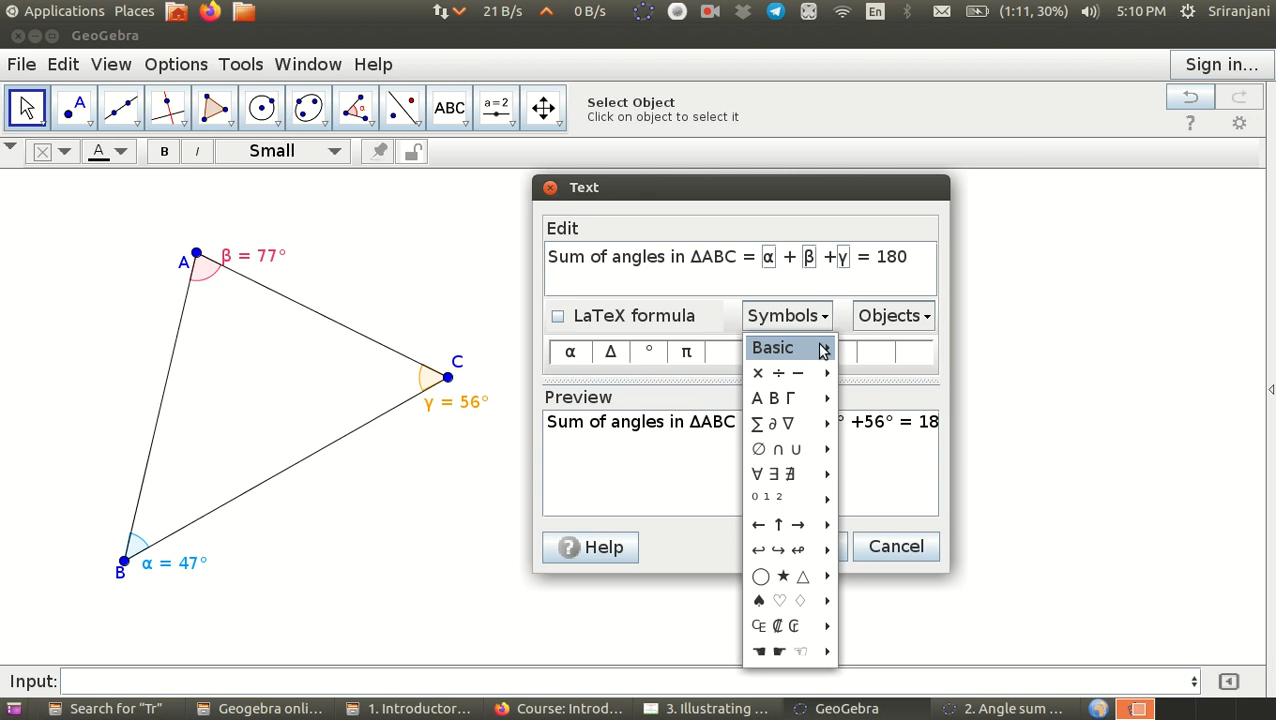 Applications Places 21 B/s 0 B/s En (1:11, 30%) 5:10 PM Sriranjani
GeoGebra
File Edit View Options Tools Window Help Sign in...
A α ABC a=2
Select Object
Click on object to select it
? 
A B I Small
A β = 77°
C
γ = 56°
B α = 47°
Text
Edit
Sum of angles in ΔABC = α + β +γ = 180
LaTeX formula Symbols Objects
α Δ ° π
Basic
× ÷ −
Α Β Γ
∑ ∂ ∇
∅ ∩ ∪
∀ ∃ ∄
⁰ ¹ ²
← ↑ →
↩ ↪ ↫
◯ ★ △
♠ ♡ ♢
₠ ₡ ₢
☚ ☛ ☜
Preview
Sum of angles in ΔABC ° +56° = 18
? Help Cancel
Input:
Search for "Tr" Geogebra onli... 1. Introductor... Course: Introd... 3. Illustrating ... GeoGebra 2. Angle sum ...